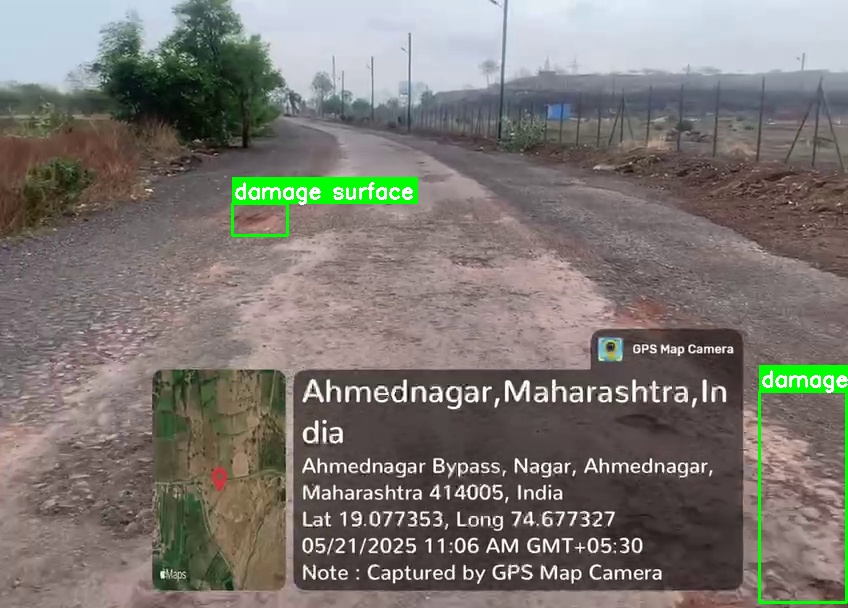 damage surface
GPS Map Camera
damage
Ahmednagar,Maharashtra,In
dia
Ahmednagar Bypass, Nagar, Ahmednagar,
Maharashtra 414005, India
Lat 19.077353, Long 74.677327
05/21/2025 11:06 AM GMT+05:30
Note : Captured by GPS Map Camera
Maps